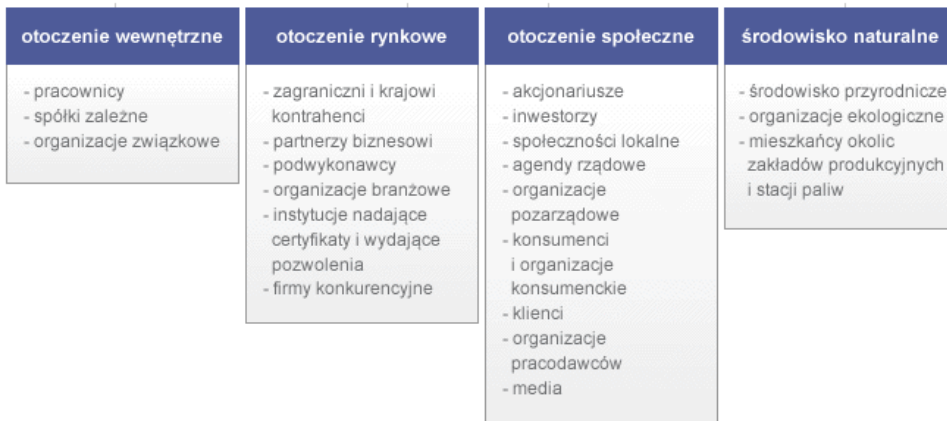 otoczenie wewnętrzne
- pracownicy
- spółki zależne
- organizacje związkowe
otoczenie rynkowe
- zagraniczni i krajowi
kontrahenci
- partnerzy biznesowi
- podwykonawcy
- organizacje branżowe
- instytucje nadające
certyfikaty i wydające
pozwolenia
- firmy konkurencyjne
otoczenie społeczne
- akcjonariusze
- inwestorzy
- społeczności lokalne
- agendy rządowe
- organizacje
pozarządowe
- konsumenci
i organizacje
konsumenckie
- klienci
- organizacje
pracodawców
- media
środowisko naturalne
- środowisko przyrodnicze
- organizacje ekologiczne
- mieszkańcy okolic
zakładów produkcyjnych
i stacji paliw